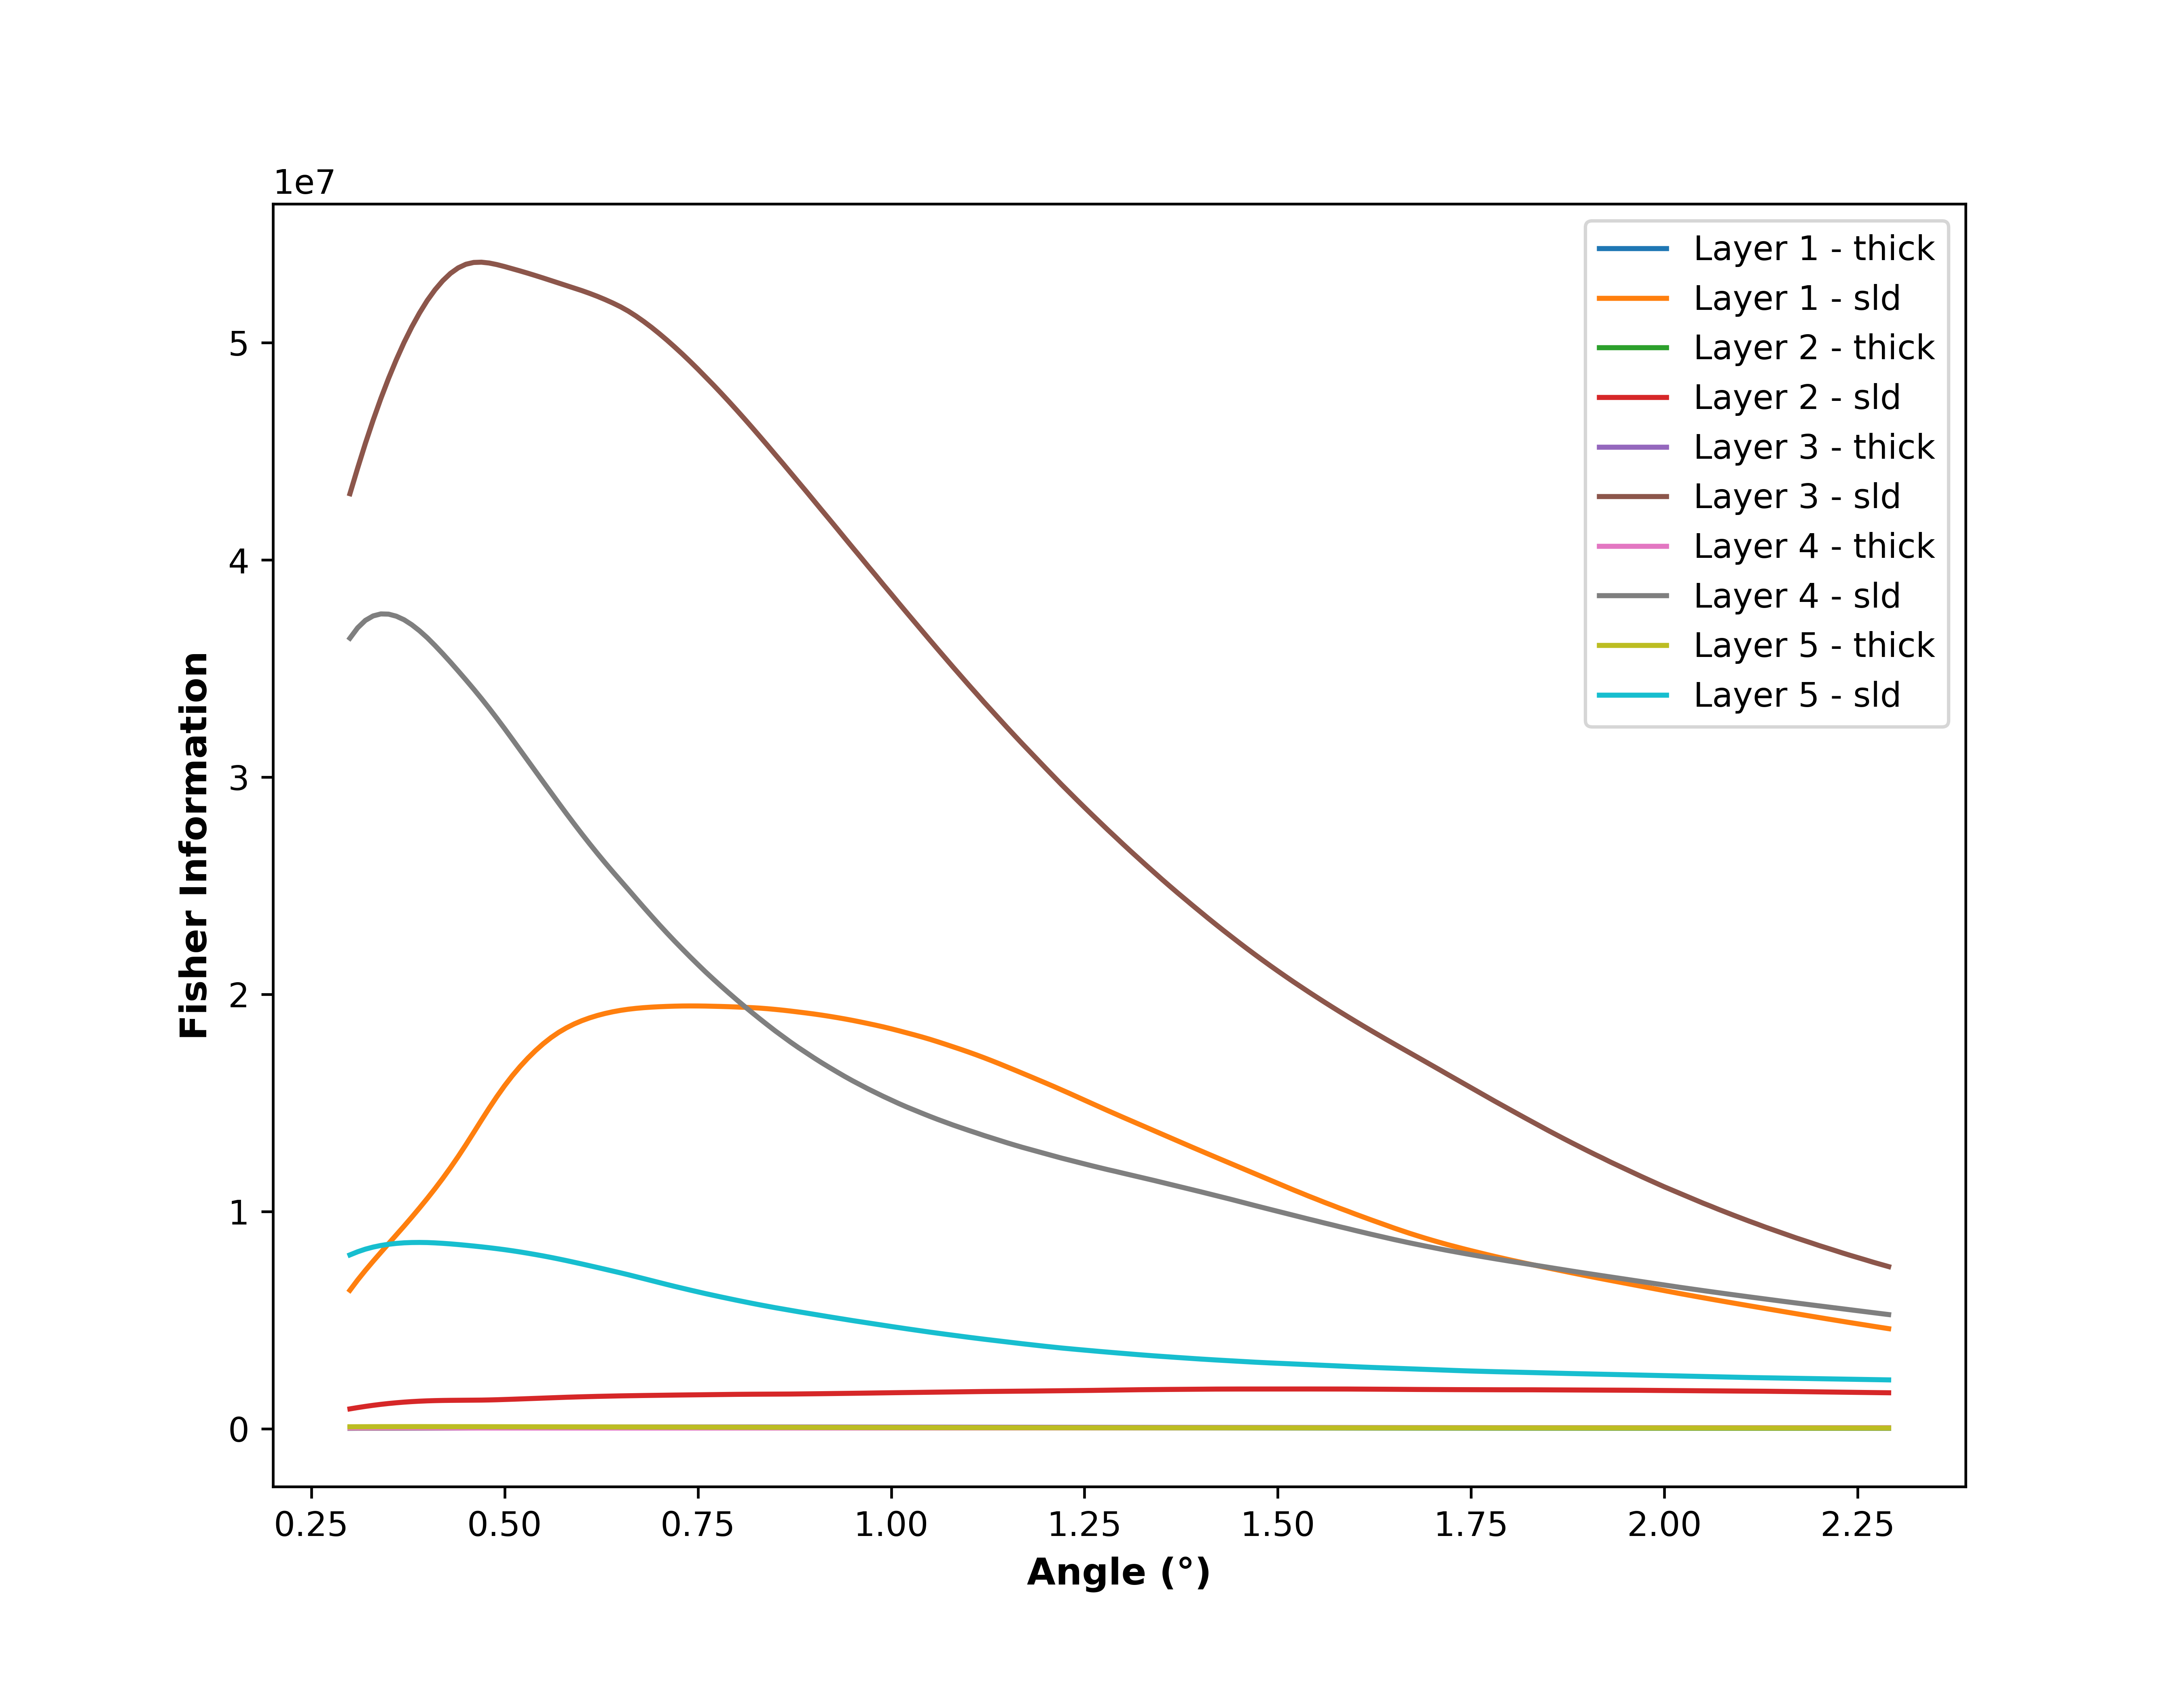 1e7
5
4
3
2
1
0
Fisher Information
0.25 0.50 0.75 1.00 1.25 1.50 1.75 2.00 2.25
Angle (°)
Layer 1 - thick
Layer 1 - sld
Layer 2 - thick
Layer 2 - sld
Layer 3 - thick
Layer 3 - sld
Layer 4 - thick
Layer 4 - sld
Layer 5 - thick
Layer 5 - sld